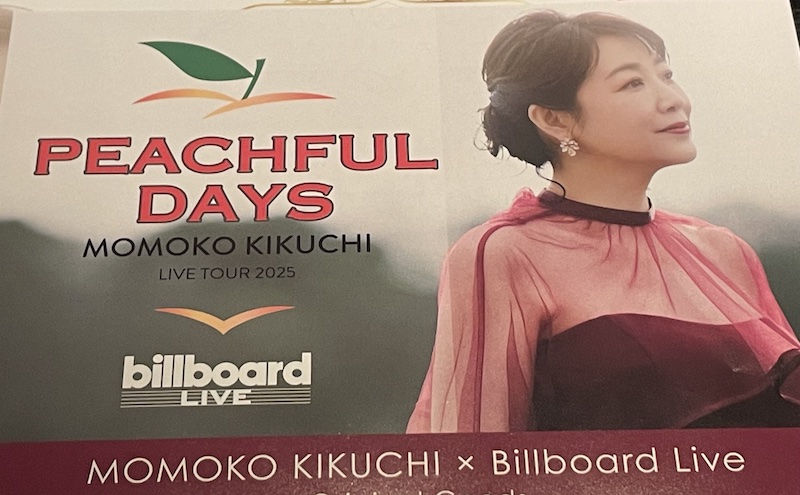 PEACHFUL
DAYS
MOMOKO KIKUCHI
LIVE TOUR 2025
billboard
LIVE
MOMOKO KIKUCHI × Billboard Live